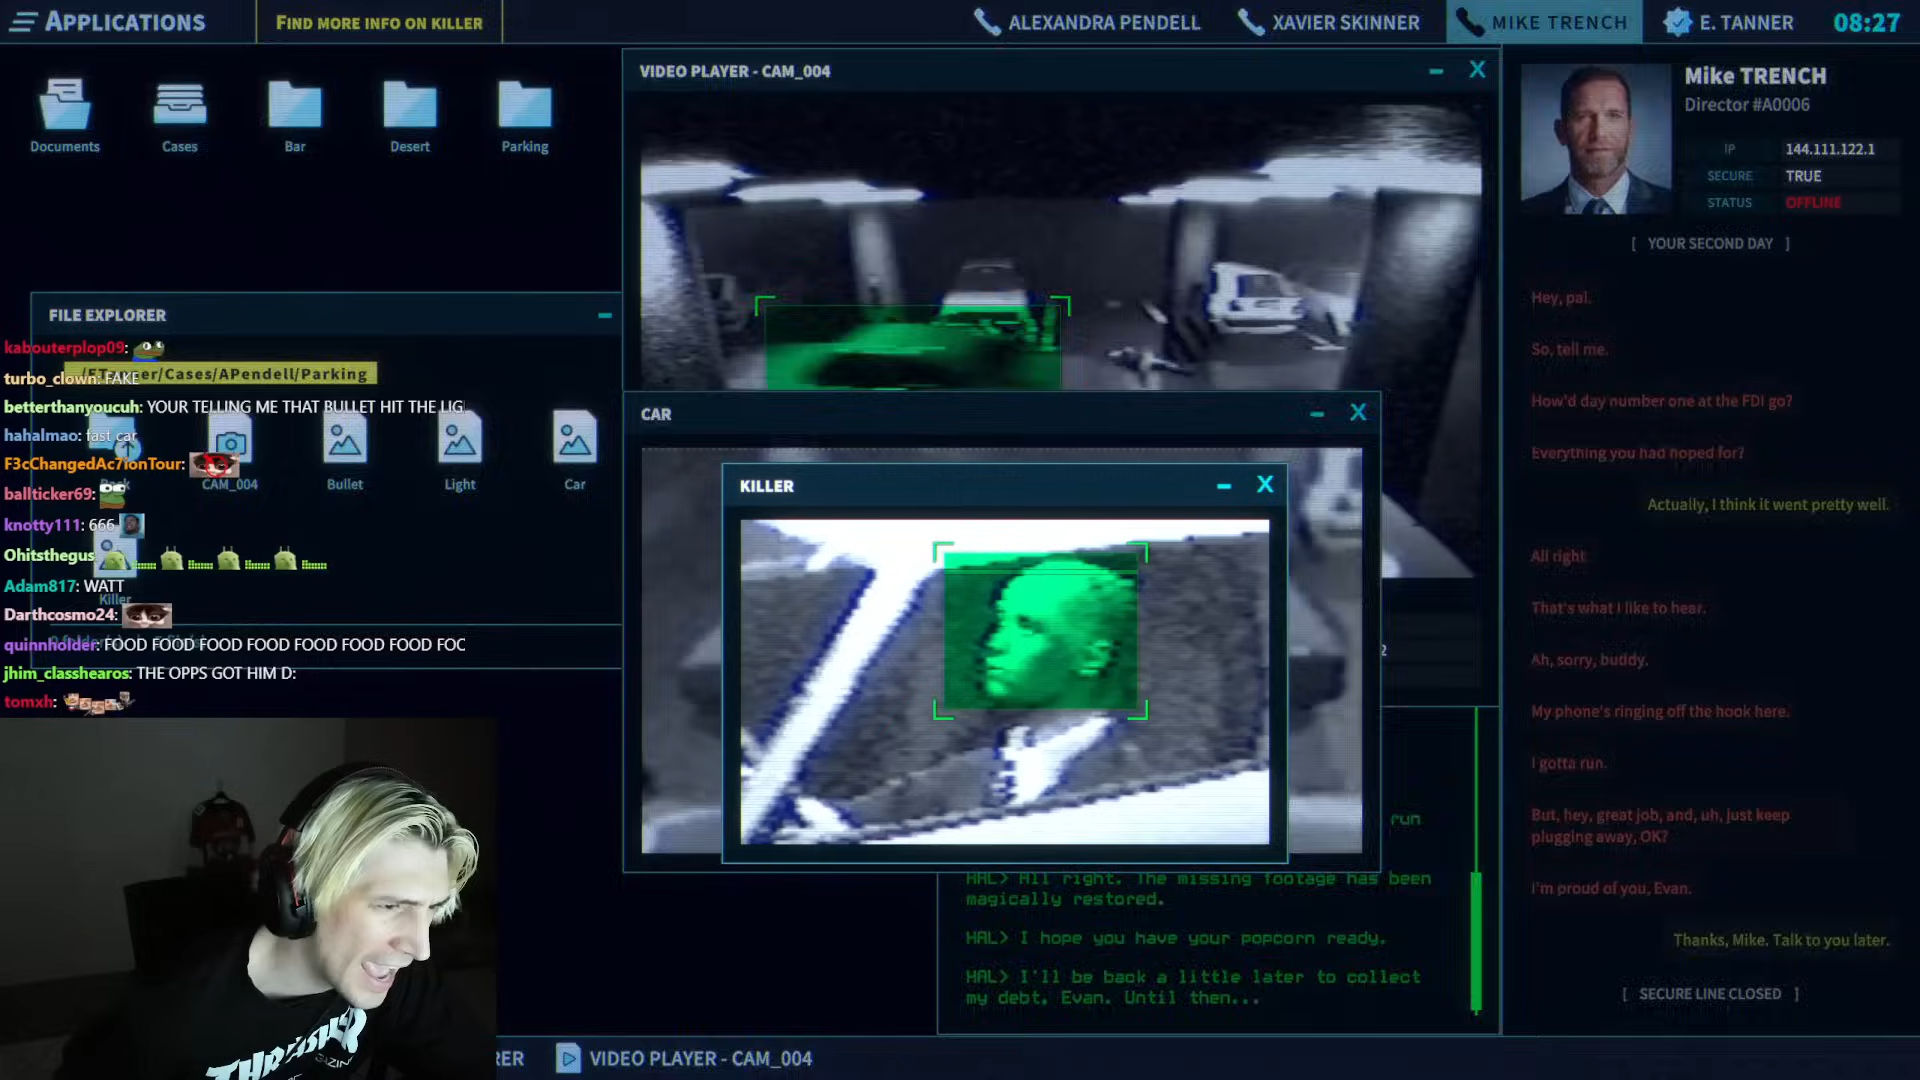 APPLICATIONS
FIND MORE INFO ON KILLER
ALEXANDRA PENDELL
XAVIER SKINNER
MIKE TRENCH
E. TANNER
08:27
Documents
Cases
Bar
Desert
Parking
VIDEO PLAYER - CAM_004
X
Mike TRENCH
Director #A0006
IP
144.111.122.1
SECURE
TRUE
STATUS
OFFLINE
[ YOUR SECOND DAY ]
Hey, pal.
So, tell me.
How'd day number one at the FDI go?
Everything you had hoped for?
Actually, I think it went pretty well.
All right
That's what I like to hear.
Ah, sorry, buddy.
My phone's ringing off the hook here.
I gotta run.
But, hey, great job, and, uh, just keep
plugging away, OK?
I'm proud of you, Evan.
Thanks, Mike. Talk to you later.
[ SECURE LINE CLOSED ]
FILE EXPLORER
/Cases/APendell/Parking
CAM_004
Bullet
Light
Car
Killer
kabouterplop09:
turbo_clown: FAKE
betterthanyoucuh: YOUR TELLING ME THAT BULLET HIT THE LIG
hahalmao: fast car
F3cChangedAc7ionTour:
ballticker69:
knotty111: 666
Ohitsthegus
Adam817: WATT
Darthcosmo24:
quinnholder: FOOD FOOD FOOD FOOD FOOD FOOD FOOD FOC
jhim_classhearos: THE OPPS GOT HIM D:
tomxh:
CAR
X
KILLER
X
2
run
HAL> All right. The missing footage has been
magically restored.
HAL> I hope you have your popcorn ready.
HAL> I'll be back a little later to collect
my debt, Evan. Until then...
THRASHER
MAGAZINE
RER
VIDEO PLAYER - CAM_004